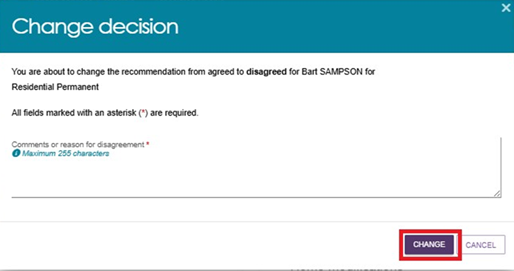 Change decision
You are about to change the recommendation from agreed to disagreed for Bart SAMPSON for
Residential Permanent
All fields marked with an asterisk (*) are required.
Comments or reason for disagreement *
Maximum 255 characters
CHANGE CANCEL